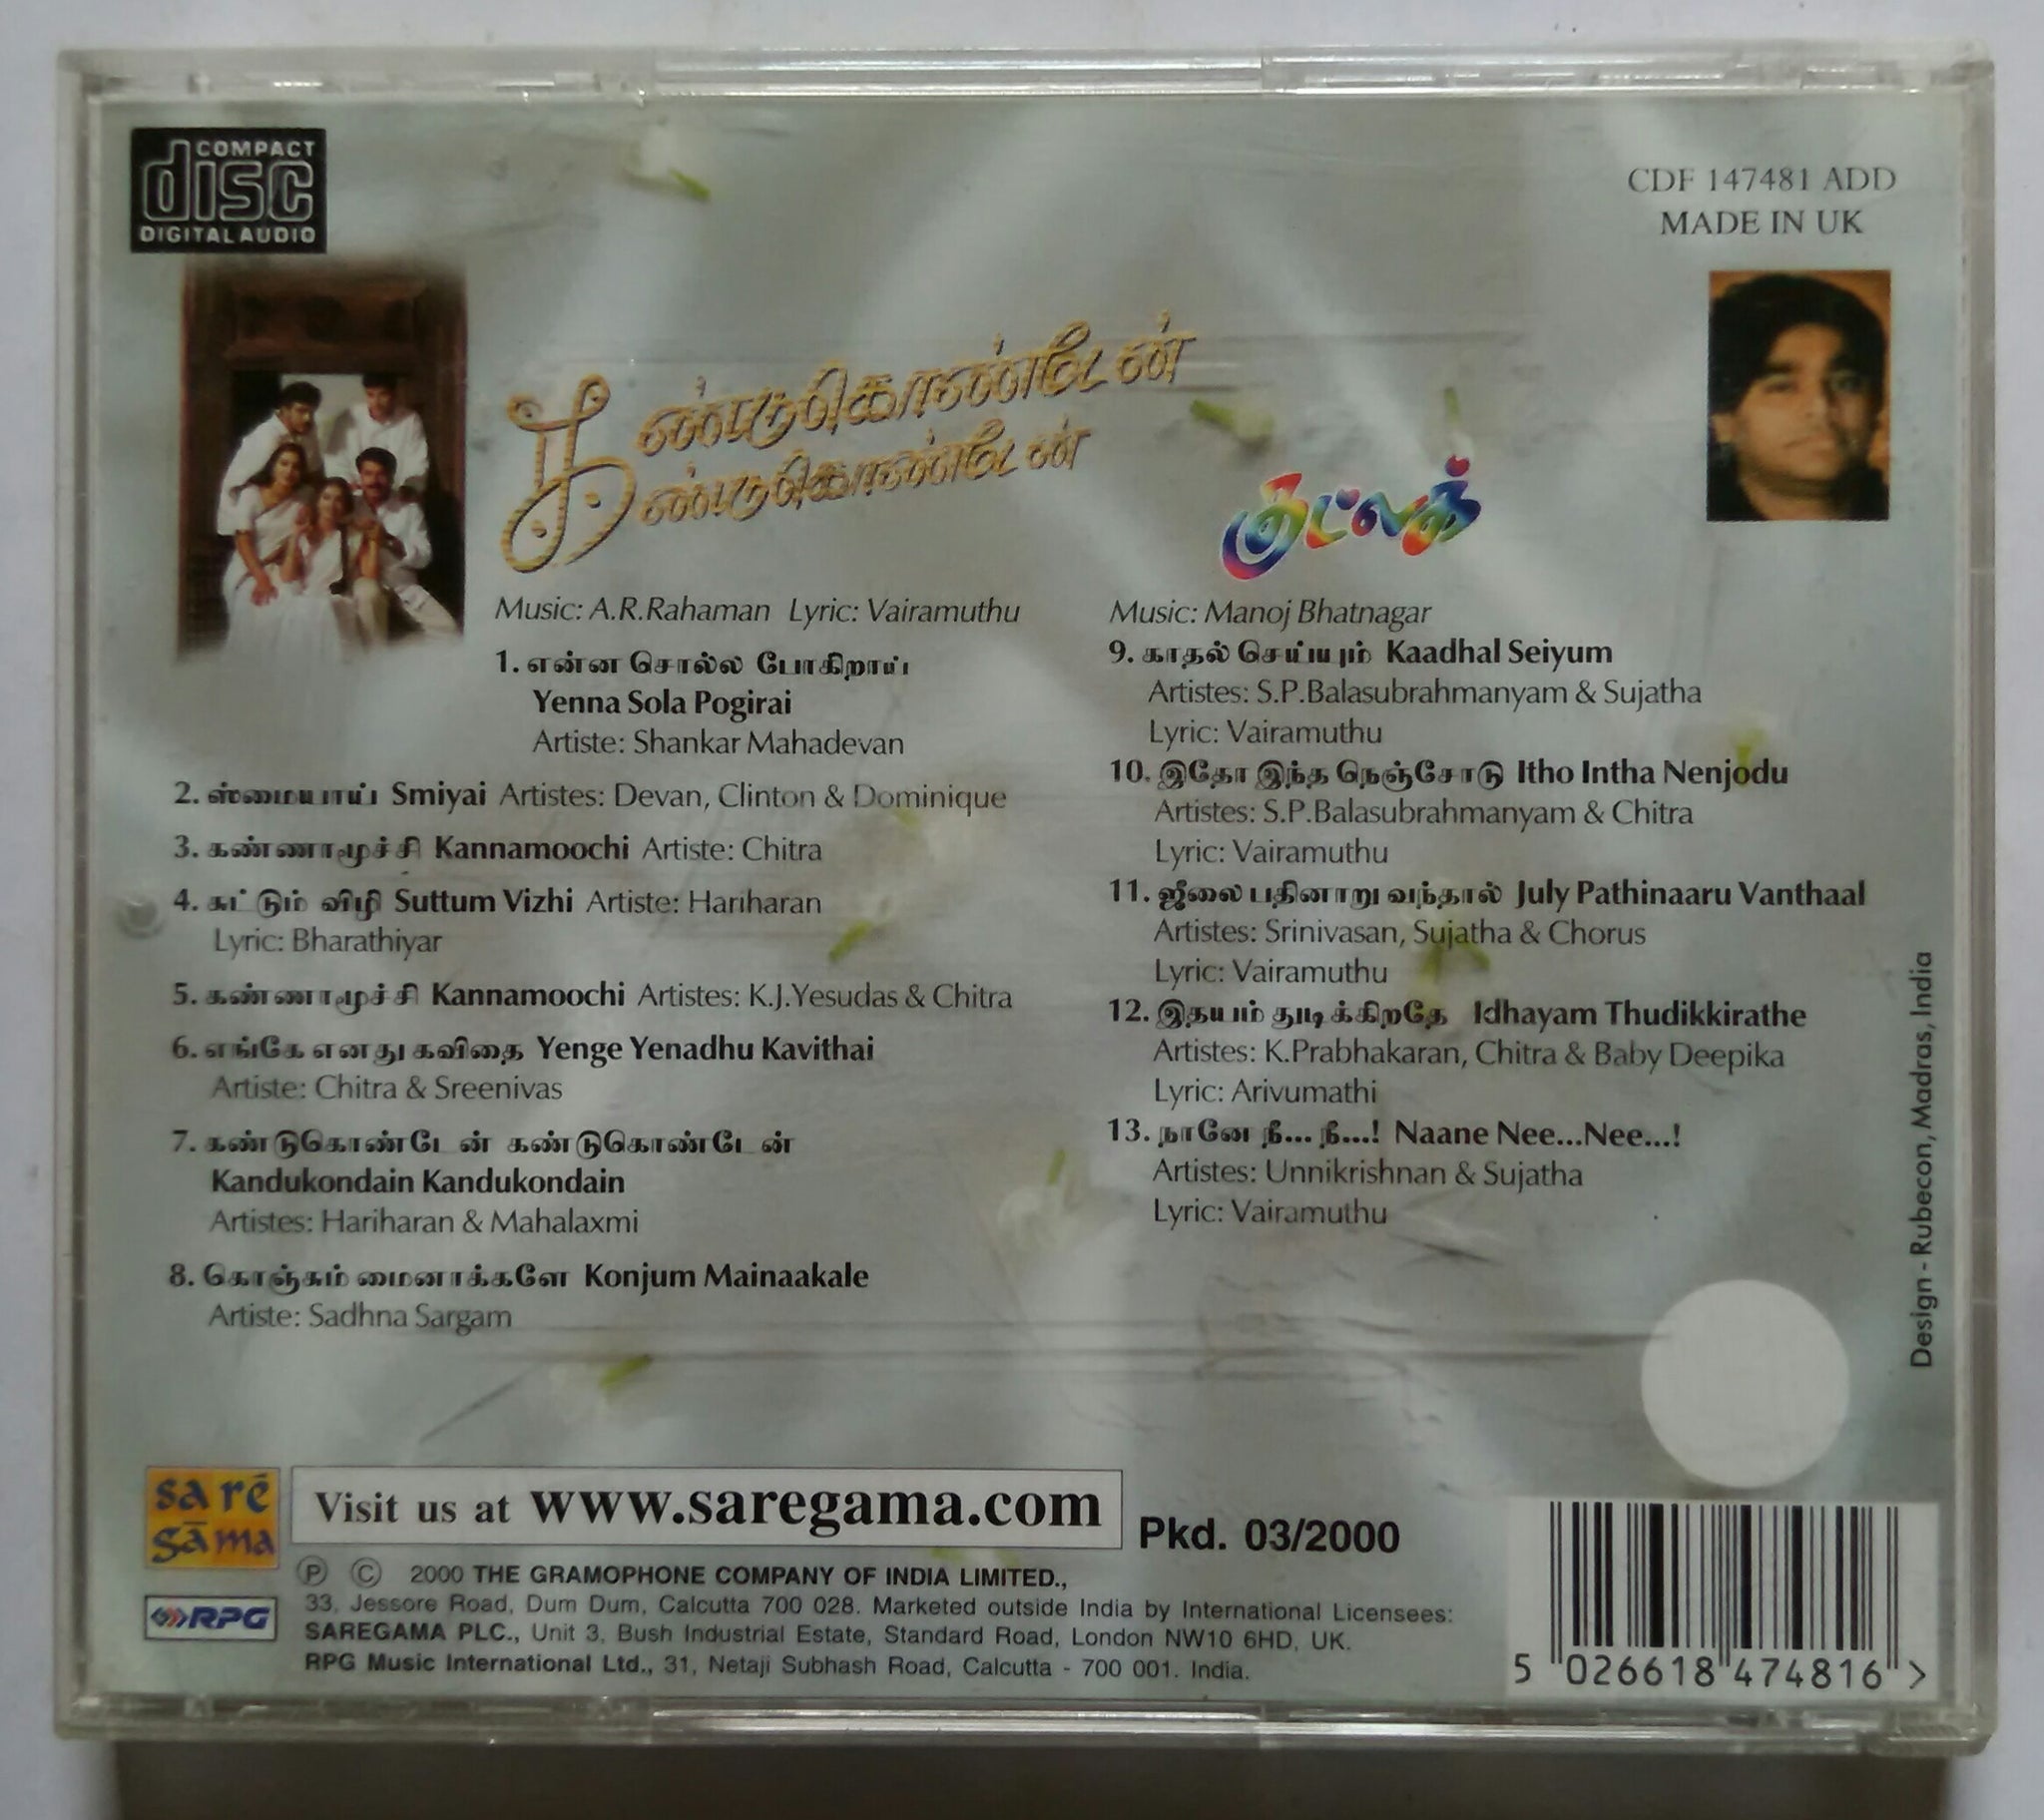 COMPACT
disc
DIGITAL AUDIO
CDF 147481 ADD
MADE IN UK
கண்டுகொண்டேன்
கண்டுகொண்டேன்
குட்லக்
Music: A.R.Rahaman Lyric: Vairamuthu
1. என்ன சொல்ல போகிறாய்
Yenna Sola Pogirai
Artiste: Shankar Mahadevan
2. ஸ்மையாய் Smiyai Artistes: Devan, Clinton & Dominique
3. கண்ணாமூச்சி Kannamoochi Artiste: Chitra
4. சுட்டும் விழி Suttum Vizhi Artiste: Hariharan
Lyric: Bharathiyar
5. கண்ணாமூச்சி Kannamoochi Artistes: K.J.Yesudas & Chitra
6. எங்கே எனது கவிதை Yenge Yenadhu Kavithai
Artiste: Chitra & Sreenivas
7. கண்டுகொண்டேன் கண்டுகொண்டேன்
Kandukondain Kandukondain
Artistes: Hariharan & Mahalaxmi
8. கொஞ்சும் மைனாக்களே Konjum Mainaakale
Artiste: Sadhna Sargam
Music: Manoj Bhatnagar
9. காதல் செய்யும் Kaadhal Seiyum
Artistes: S.P.Balasubrahmanyam & Sujatha
Lyric: Vairamuthu
10. இதோ இந்த நெஞ்சோடு Itho Intha Nenjodu
Artistes: S.P.Balasubrahmanyam & Chitra
Lyric: Vairamuthu
11. ஜீலை பதினாறு வந்தால் July Pathinaaru Vanthaal
Artistes: Srinivasan, Sujatha & Chorus
Lyric: Vairamuthu
12. இதயம் துடிக்கிறதே Idhayam Thudikkirathe
Artistes: K.Prabhakaran, Chitra & Baby Deepika
Lyric: Arivumathi
13. நானே நீ... நீ...! Naane Nee...Nee...!
Artistes: Unnikrishnan & Sujatha
Lyric: Vairamuthu
Design - Rubecon, Madras, India
sa rē
gāma
Visit us at www.saregama.com
Pkd. 03/2000
RPG
Ⓟ Ⓒ 2000 THE GRAMOPHONE COMPANY OF INDIA LIMITED.,
33, Jessore Road, Dum Dum, Calcutta 700 028. Marketed outside India by International Licensees:
SAREGAMA PLC., Unit 3, Bush Industrial Estate, Standard Road, London NW10 6HD, UK.
RPG Music International Ltd., 31, Netaji Subhash Road, Calcutta - 700 001. India.
5 026618 474816 >